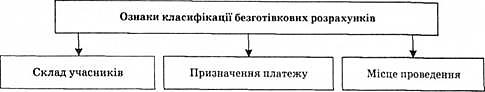 Ознаки класифікації безготівкових розрахунків
Склад учасників
Призначення платежу
Місце проведення